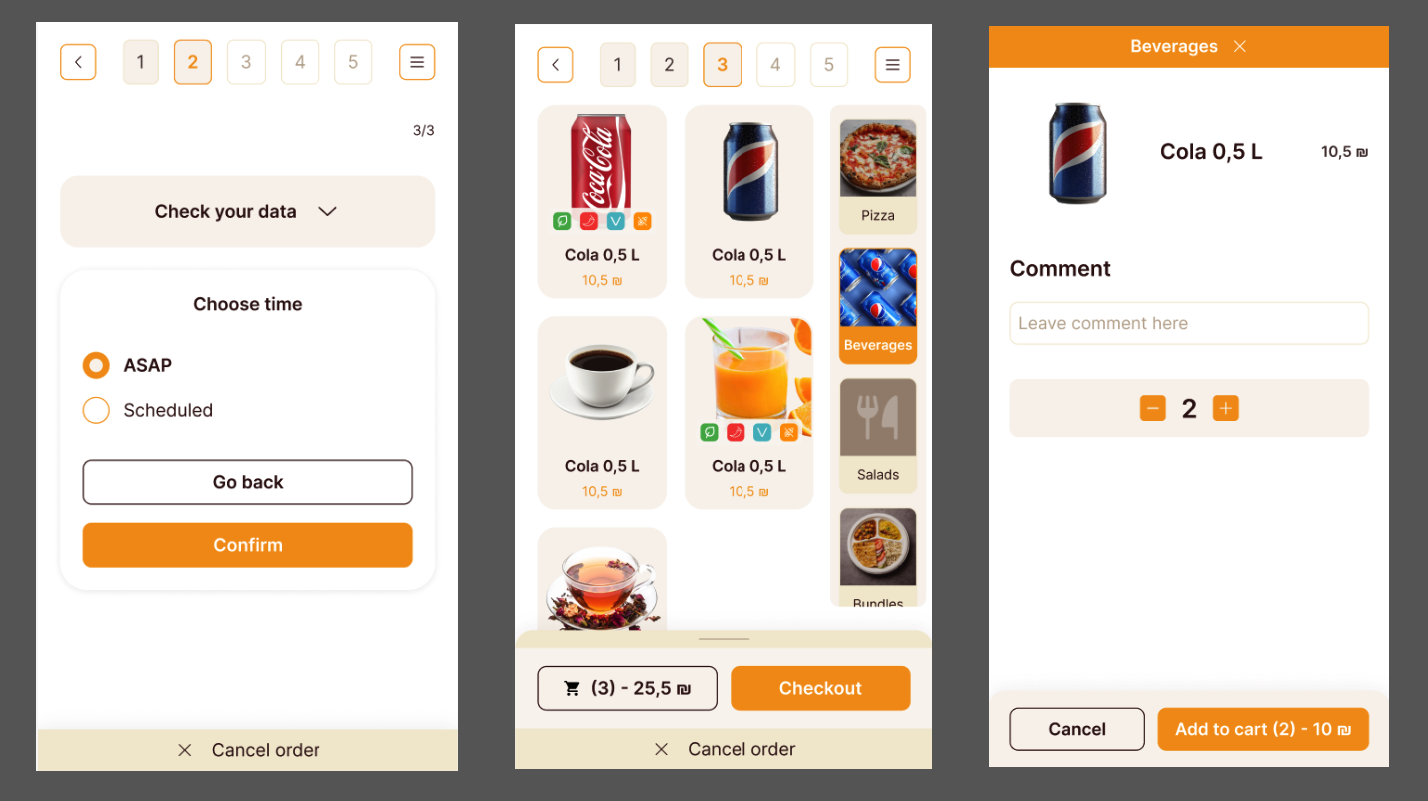 1 2 3 4 5
3/3
Check your data
Choose time
ASAP
Scheduled
Go back
Confirm
Cancel order
1 2 3 4 5
Coca-Cola
Cola 0,5 L
10,5 ₪
Cola 0,5 L
10,5 ₪
Cola 0,5 L
10,5 ₪
Cola 0,5 L
10,5 ₪
Pizza
Beverages
Salads
Bundles
(3) - 25,5 ₪
Checkout
Cancel order
Beverages
Cola 0,5 L
10,5 ₪
Comment
Leave comment here
2
Cancel
Add to cart (2) - 10 ₪